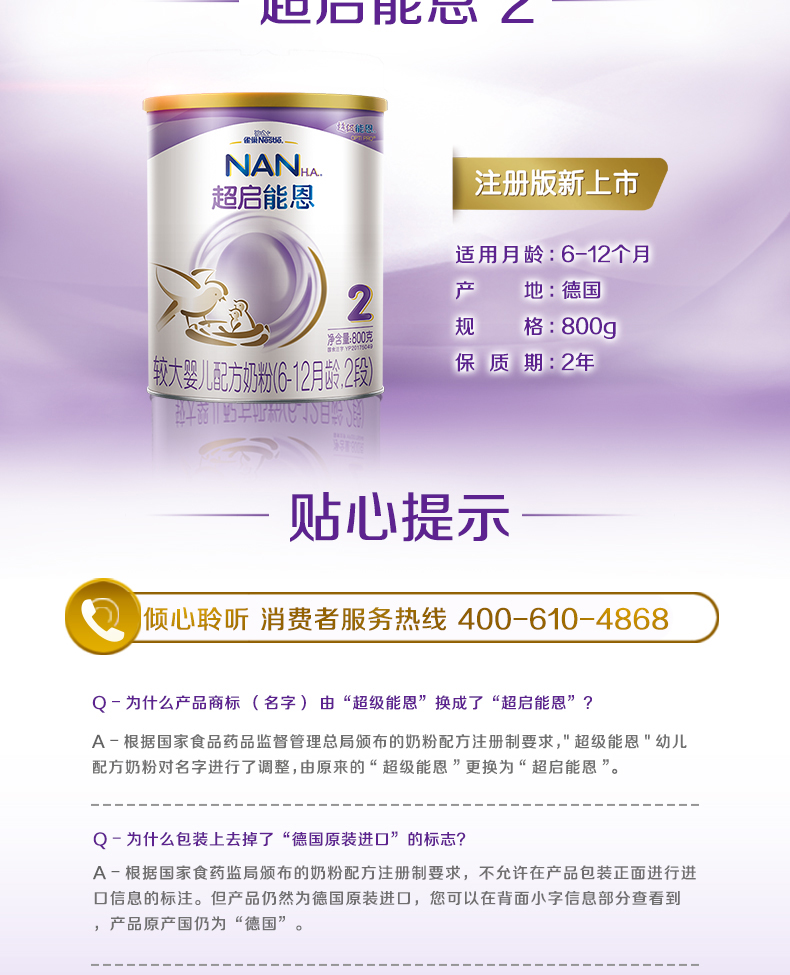 超启能恩 2
雀巢 Nestlé.
超级能恩
NAN H.A..
超启能恩
2
净含量:800克
国食注字 YP20170049
较大婴儿配方奶粉(6-12月龄,2段)
注册版新上市
适用月龄:6-12个月
产 地:德国
规 格:800g
保 质 期:2年
贴心提示
倾心聆听 消费者服务热线 400-610-4868
Q - 为什么产品商标 （ 名字 ） 由 “超级能恩” 换成了 “超启能恩” ?
A - 根据国家食品药品监督管理总局颁布的奶粉配方注册制要求, " 超级能恩 " 幼儿
配方奶粉对名字进行了调整,由原来的 “ 超级能恩 ” 更换为 “ 超启能恩 ”。
Q - 为什么包装上去掉了 “德国原装进口” 的标志?
A - 根据国家食药监局颁布的奶粉配方注册制要求，不允许在产品包装正面进行进
口信息的标注。但产品仍然为德国原装进口，您可以在背面小字信息部分查看到
，产品原产国仍为 “德国” 。